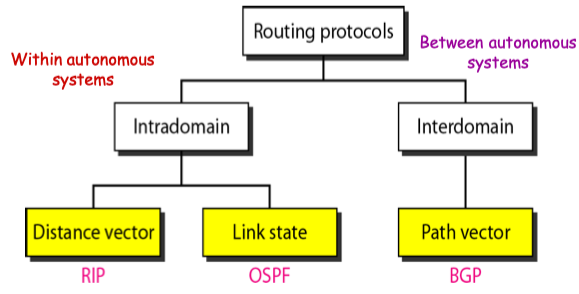 Routing protocols
Within autonomous
systems
Between autonomous
systems
Intradomain
Interdomain
Distance vector
Link state
Path vector
RIP
OSPF
BGP